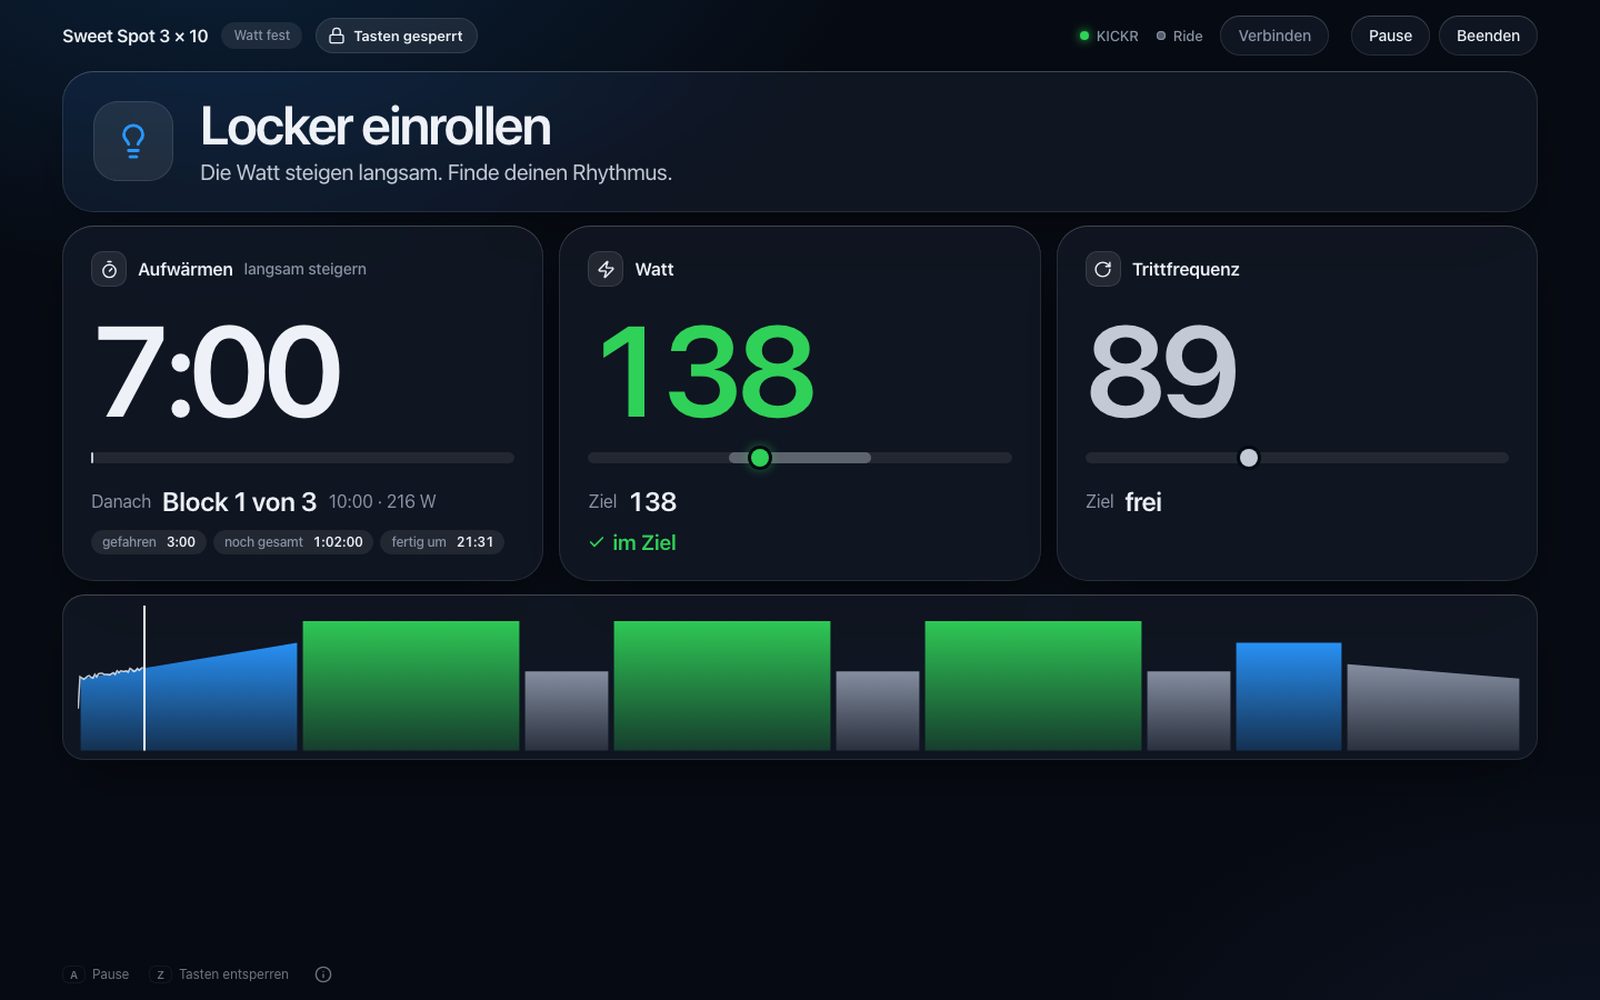 Sweet Spot 3 × 10 Watt fest Tasten gesperrt KICKR Ride Verbinden Pause Beenden
Locker einrollen
Die Watt steigen langsam. Finde deinen Rhythmus.
Aufwärmen langsam steigern
7:00
Danach Block 1 von 3 10:00 · 216 W
gefahren 3:00 noch gesamt 1:02:00 fertig um 21:31
Watt
138
Ziel 138
✓ im Ziel
Trittfrequenz
89
Ziel frei
A Pause Z Tasten entsperren